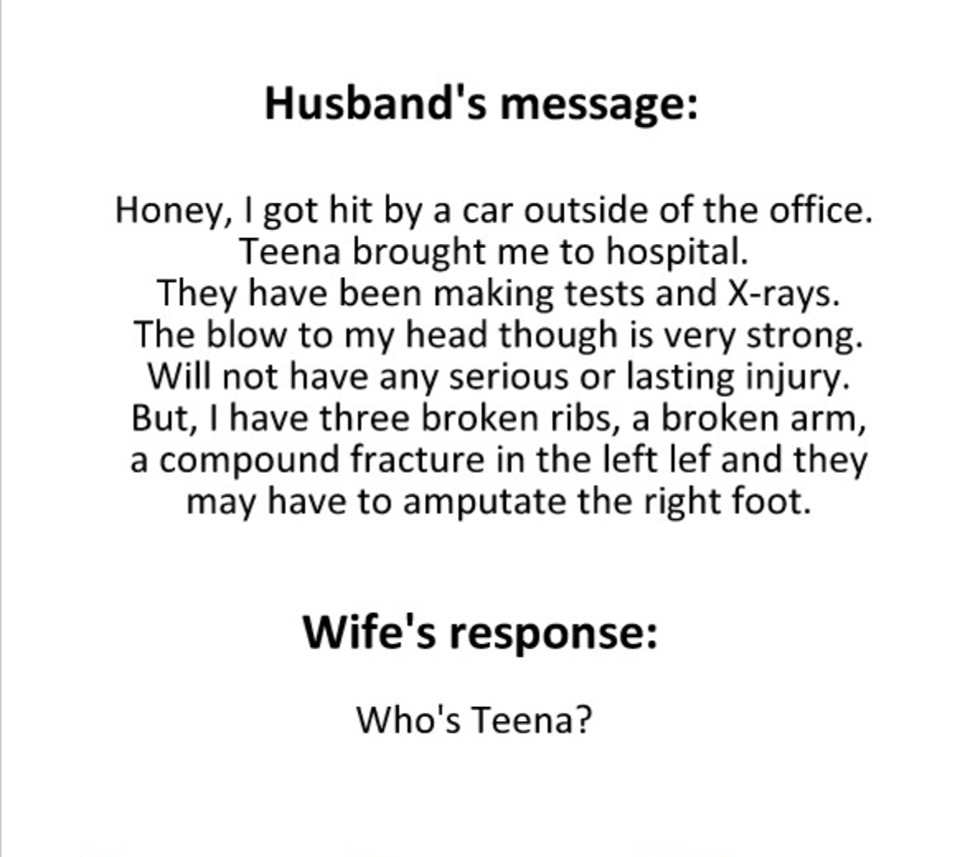 Husband's message:
Honey, I got hit by a car outside of the office.
Teena brought me to hospital.
They have been making tests and X-rays.
The blow to my head though is very strong.
Will not have any serious or lasting injury.
But, I have three broken ribs, a broken arm,
a compound fracture in the left lef and they
may have to amputate the right foot.
Wife's response:
Who's Teena?